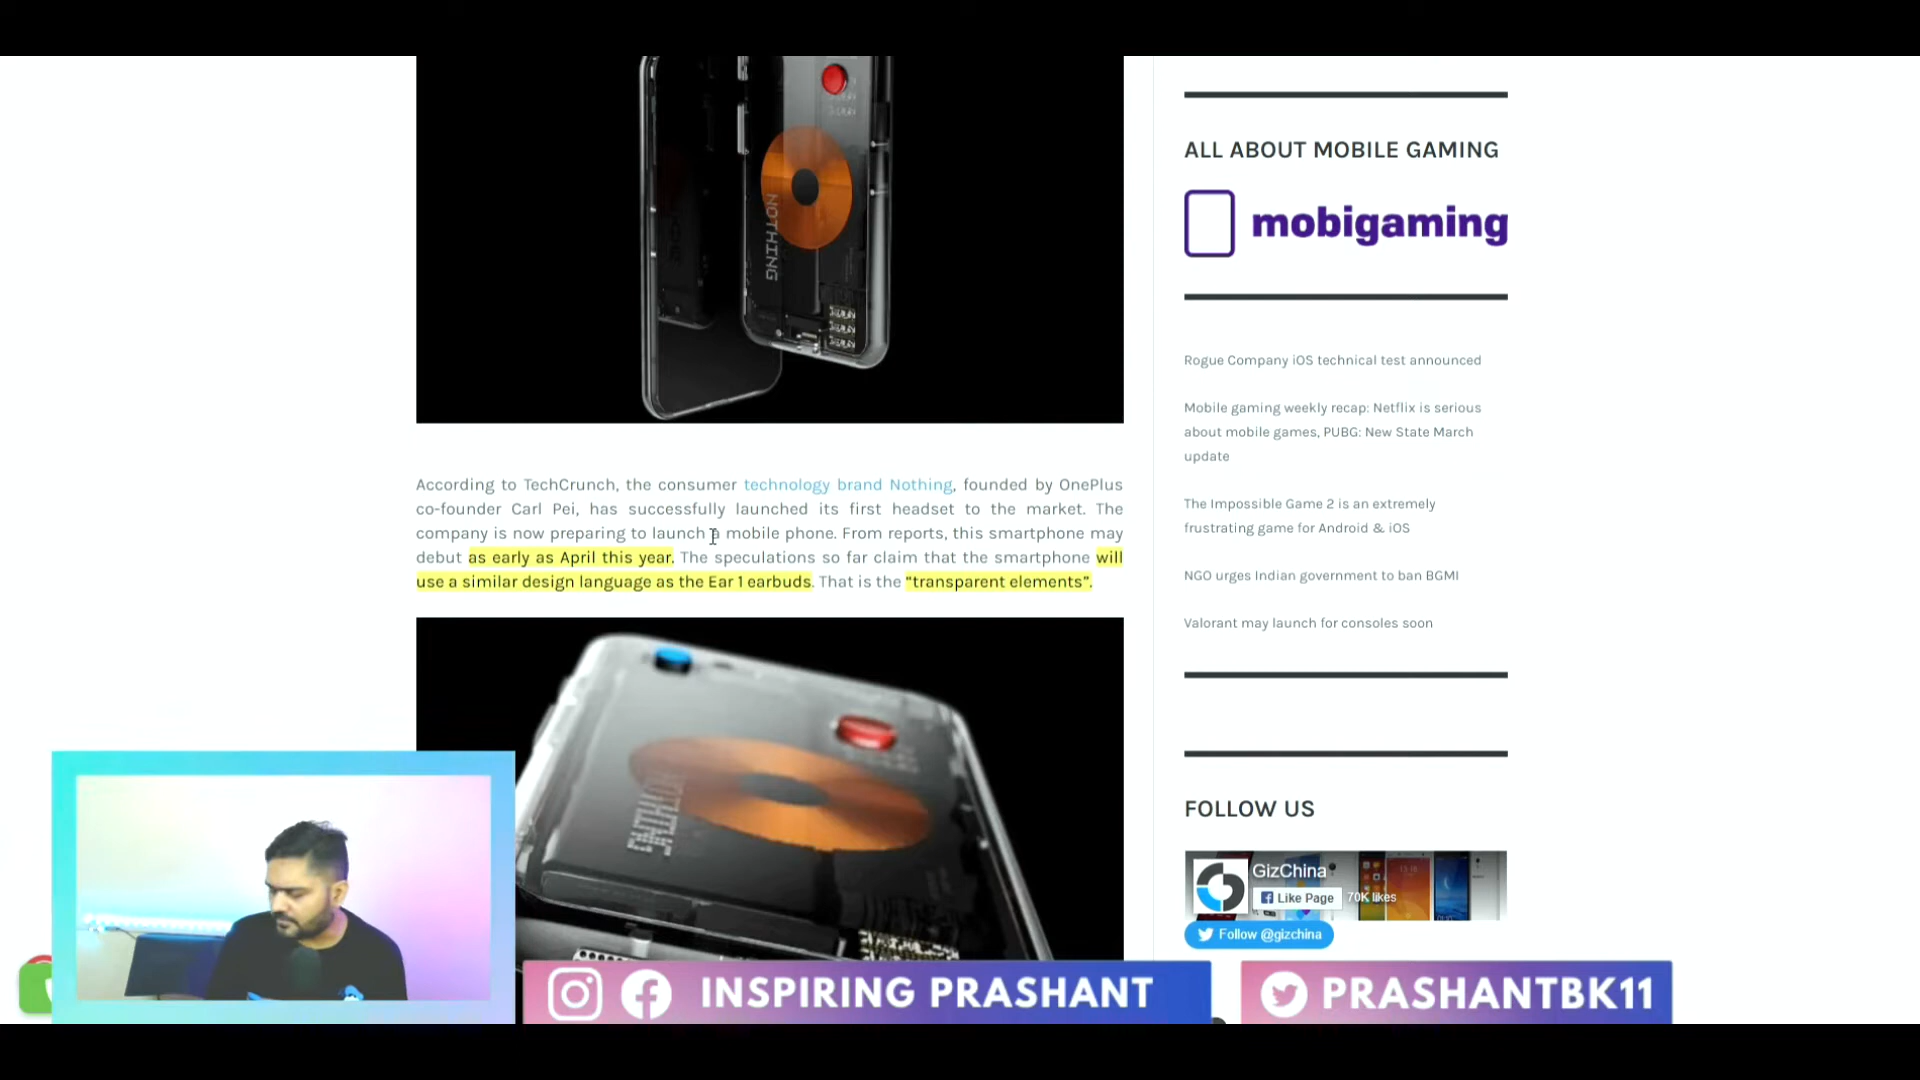 NOTHING
According to TechCrunch, the consumer technology brand Nothing, founded by OnePlus
co-founder Carl Pei, has successfully launched its first headset to the market. The
company is now preparing to launch a mobile phone. From reports, this smartphone may
debut as early as April this year. The speculations so far claim that the smartphone will
use a similar design language as the Ear 1 earbuds. That is the “transparent elements”.
ALL ABOUT MOBILE GAMING
mobigaming
Rogue Company iOS technical test announced
Mobile gaming weekly recap: Netflix is serious
about mobile games, PUBG: New State March
update
The Impossible Game 2 is an extremely
frustrating game for Android & iOS
NGO urges Indian government to ban BGMI
Valorant may launch for consoles soon
FOLLOW US
GizChina
Like Page
70K likes
Follow @gizchina
INSPIRING PRASHANT
PRASHANTBK11